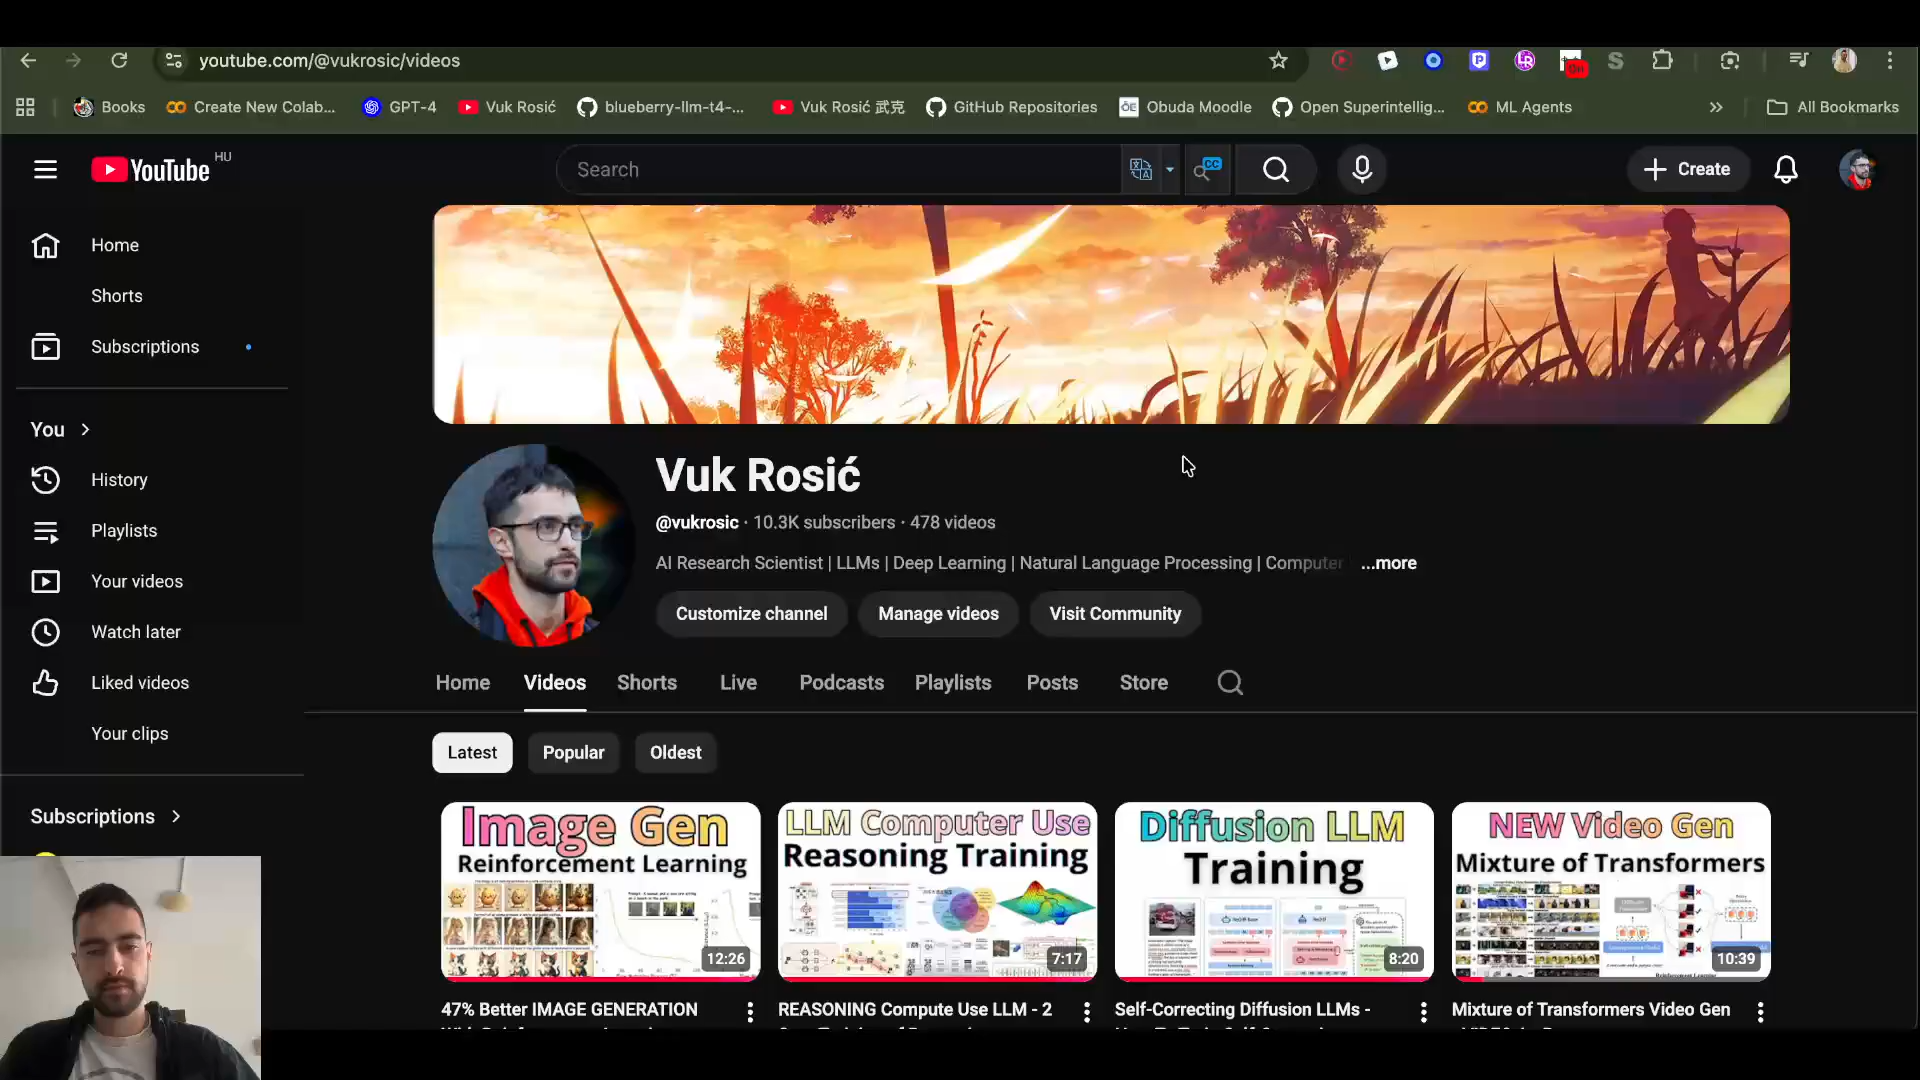 youtube.com/@vukrosic/videos
Books
Create New Colab...
GPT-4
Vuk Rosić
blueberry-llm-t4-...
Vuk Rosić 武克
GitHub Repositories
Obuda Moodle
Open Superintellig...
ML Agents
All Bookmarks
YouTube HU
Search
Create
Home
Shorts
Subscriptions
You
History
Playlists
Your videos
Watch later
Liked videos
Your clips
Subscriptions
Vuk Rosić
@vukrosic · 10.3K subscribers · 478 videos
AI Research Scientist | LLMs | Deep Learning | Natural Language Processing | Computer ...more
Customize channel
Manage videos
Visit Community
Home
Videos
Shorts
Live
Podcasts
Playlists
Posts
Store
Latest
Popular
Oldest
Image Gen
Reinforcement Learning
12:26
LLM Computer Use
Reasoning Training
7:17
Diffusion LLM
Training
8:20
NEW Video Gen
Mixture of Transformers
10:39
47% Better IMAGE GENERATION
REASONING Compute Use LLM - 2
Self-Correcting Diffusion LLMs -
Mixture of Transformers Video Gen